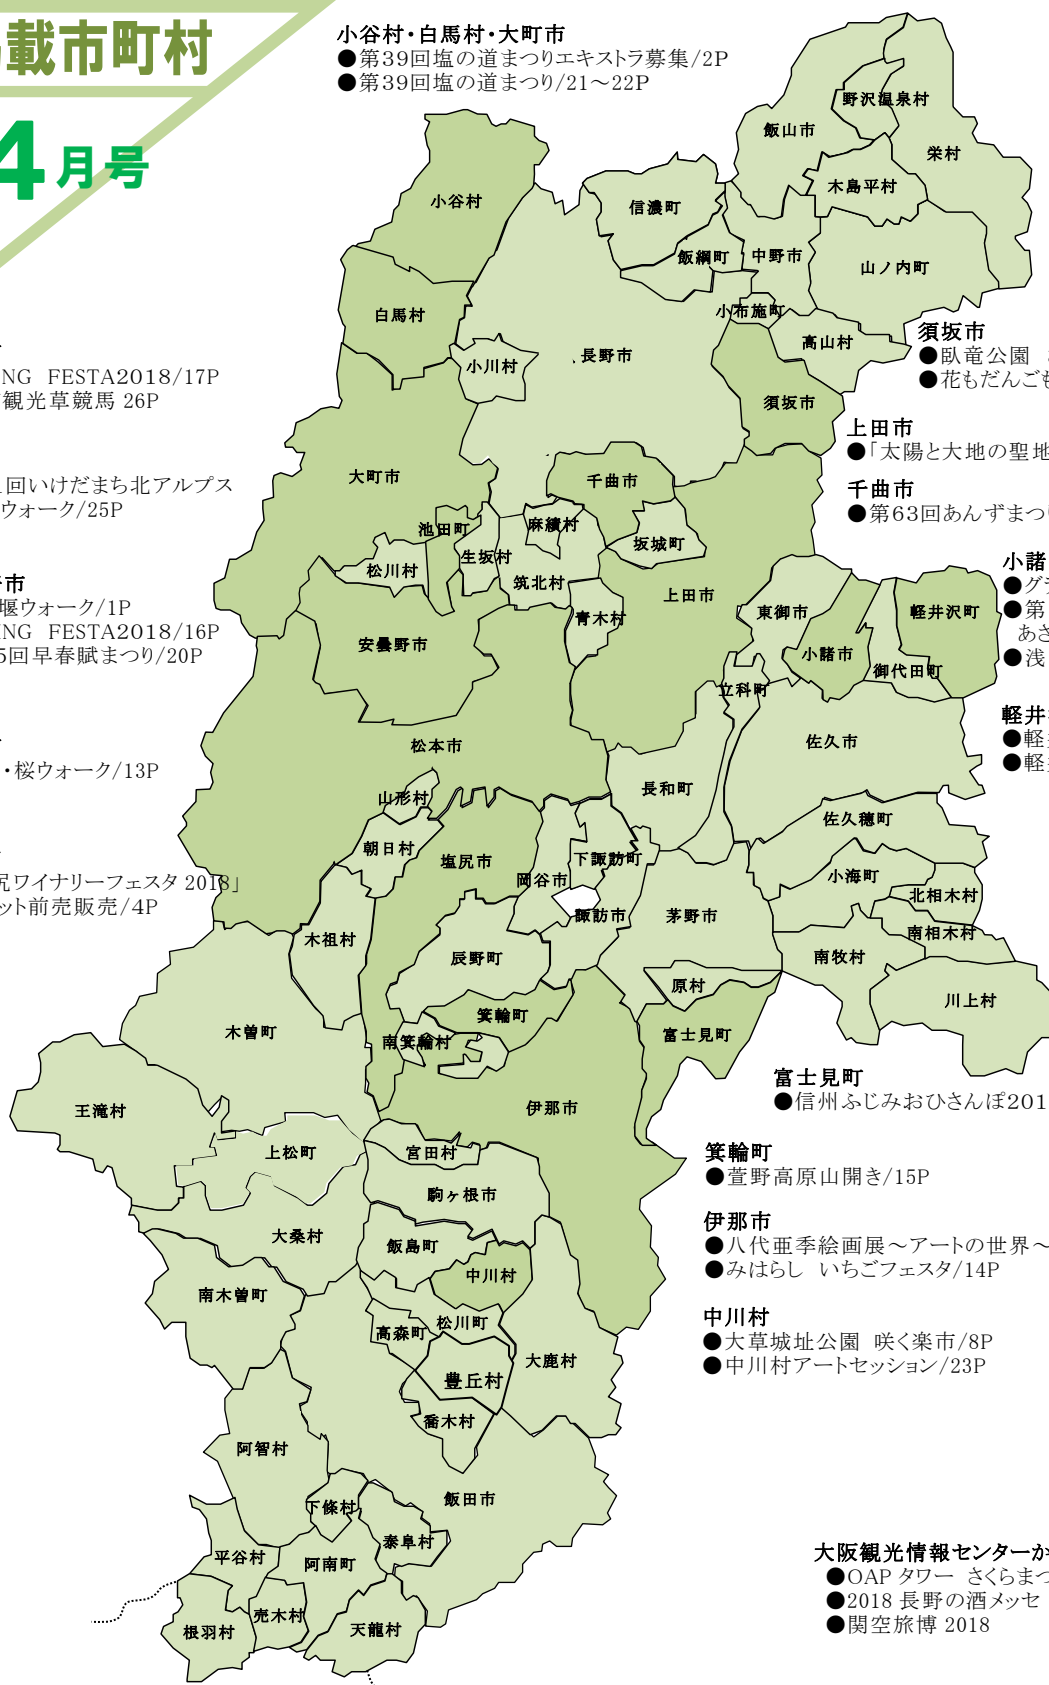 載市町村
4月号
小谷村・白馬村・大町市
●第39回塩の道まつりエキストラ募集/2P
●第39回塩の道まつり/21～22P
NG FESTA2018/17P
観光草競馬 26P
回いけだまち北アルプス
ウォーク/25P
市
堰ウォーク/1P
NG FESTA2018/16P
5回早春賦まつり/20P
・桜ウォーク/13P
尻ワイナリーフェスタ 2018」
ット前売販売/4P
須坂市
●臥竜公園
●花もだんごも
上田市
●「太陽と大地の聖地
千曲市
●第63回あんずまつり
小諸
●グラ
●第
あさ
●浅
軽井
●軽
●軽
富士見町
●信州ふじみおひさんぽ201
箕輪町
●萱野高原山開き/15P
伊那市
●八代亜季絵画展～アートの世界～
●みはらし いちごフェスタ/14P
中川村
●大草城址公園 咲く楽市/8P
●中川村アートセッション/23P
大阪観光情報センターか
●OAP タワー さくらまつ
●2018 長野の酒メッセ
●関空旅博 2018
野沢温泉村
飯山市
栄村
木島平村
小谷村
信濃町
飯綱町
中野市
山ノ内町
白馬村
小布施町
高山村
長野市
小川村
須坂市
大町市
千曲市
池田町
麻績村
坂城町
生坂村
松川村
筑北村
上田市
青木村
東御市
軽井沢町
安曇野市
小諸市
御代田町
立科町
松本市
佐久市
長和町
山形村
佐久穂町
朝日村
塩尻市
下諏訪町
岡谷市
小海町
北相木村
諏訪市
茅野市
南相木村
木祖村
辰野町
南牧村
原村
川上村
箕輪町
木曽町
南箕輪村
富士見町
王滝村
伊那市
上松町
宮田村
駒ヶ根市
大桑村
飯島町
中川村
南木曽町
松川町
高森町
大鹿村
豊丘村
喬木村
阿智村
飯田市
下條村
泰阜村
平谷村
阿南町
売木村
根羽村
天龍村